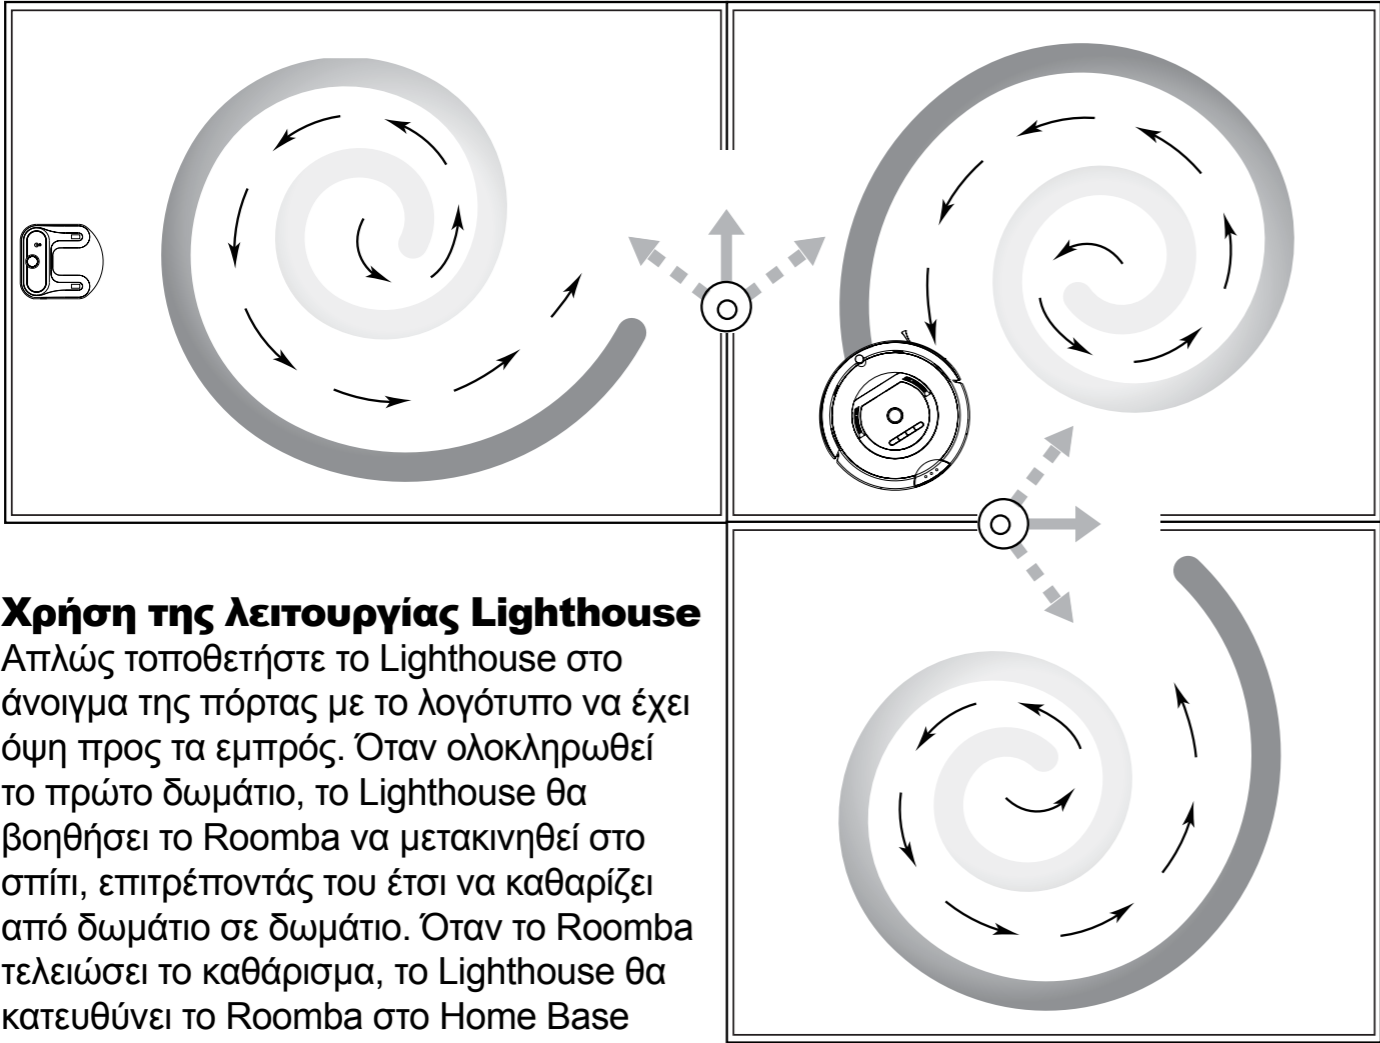 Χρήση της λειτουργίας Lighthouse
Απλώς τοποθετήστε το Lighthouse στο
άνοιγμα της πόρτας με το λογότυπο να έχει
όψη προς τα εμπρός. Όταν ολοκληρωθεί
το πρώτο δωμάτιο, το Lighthouse θα
βοηθήσει το Roomba να μετακινηθεί στο
σπίτι, επιτρέποντάς του έτσι να καθαρίζει
από δωμάτιο σε δωμάτιο. Όταν το Roomba
τελειώσει το καθάρισμα, το Lighthouse θα
κατευθύνει το Roomba στο Home Base